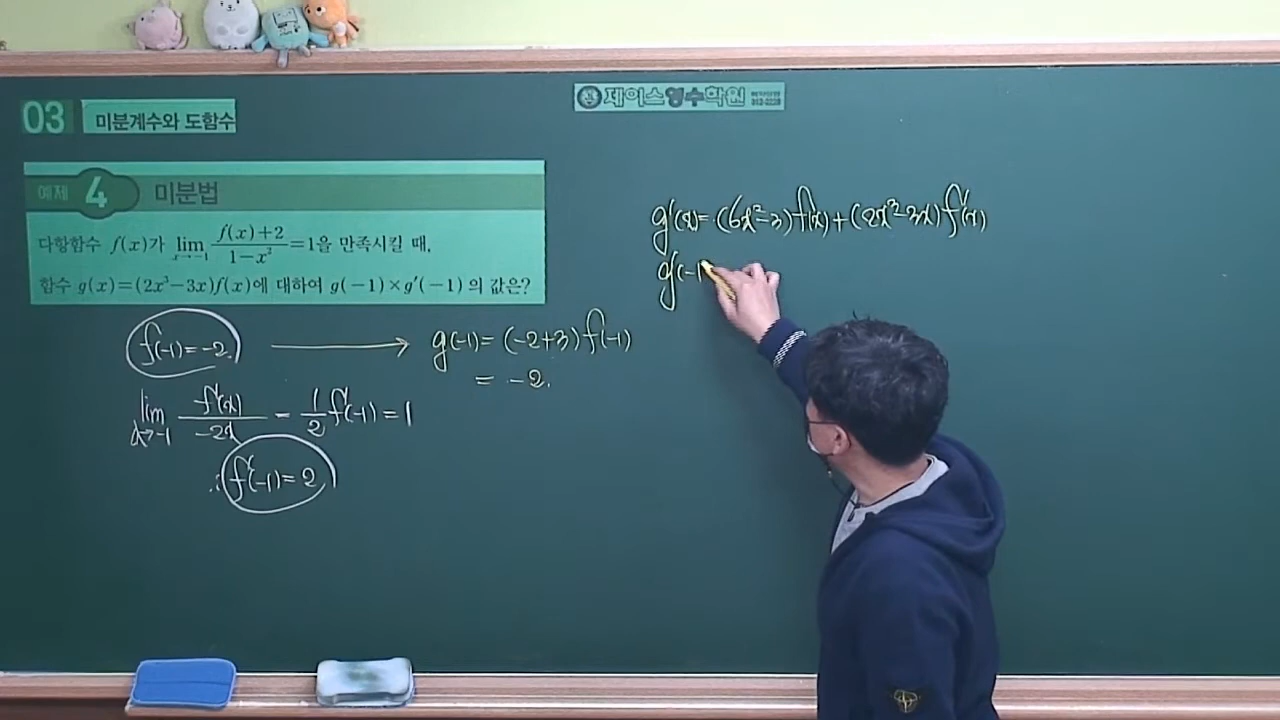 03 미분계수와 도함수
제이스영수학원
예제 4 미분법
다항함수 f(x)가 lim x→-1 (f(x)+2)/(1-x²)=1을 만족시킬 때,
함수 g(x)=(2x³-3x)f(x)에 대하여 g(-1)×g′(-1)의 값은?
f(-1)=-2. → g(-1)=(-2+3)f(-1)
= -2.
lim x→-1 f′(x)/(-2x) = 1/2 f′(-1)=1
∴ f′(-1)=2
g′(x)=(6x²-3)f(x)+(2x³-3x)f′(x)
g′(-1